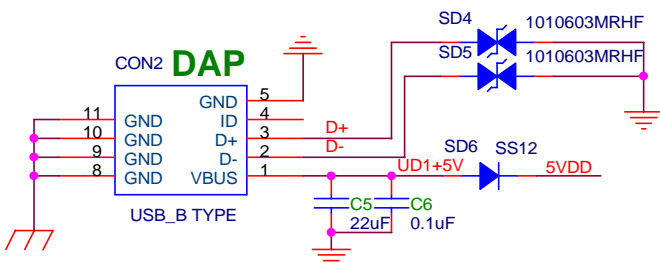 SD4 1010603MRHF
SD5 1010603MRHF
CON2 DAP
11 GND GND 5
10 GND ID 4
9 GND D+ 3 D+
8 GND D- 2 D-
VBUS 1 UD1+5V SD6 SS12 5VDD
USB_B TYPE
C5 C6
22uF 0.1uF